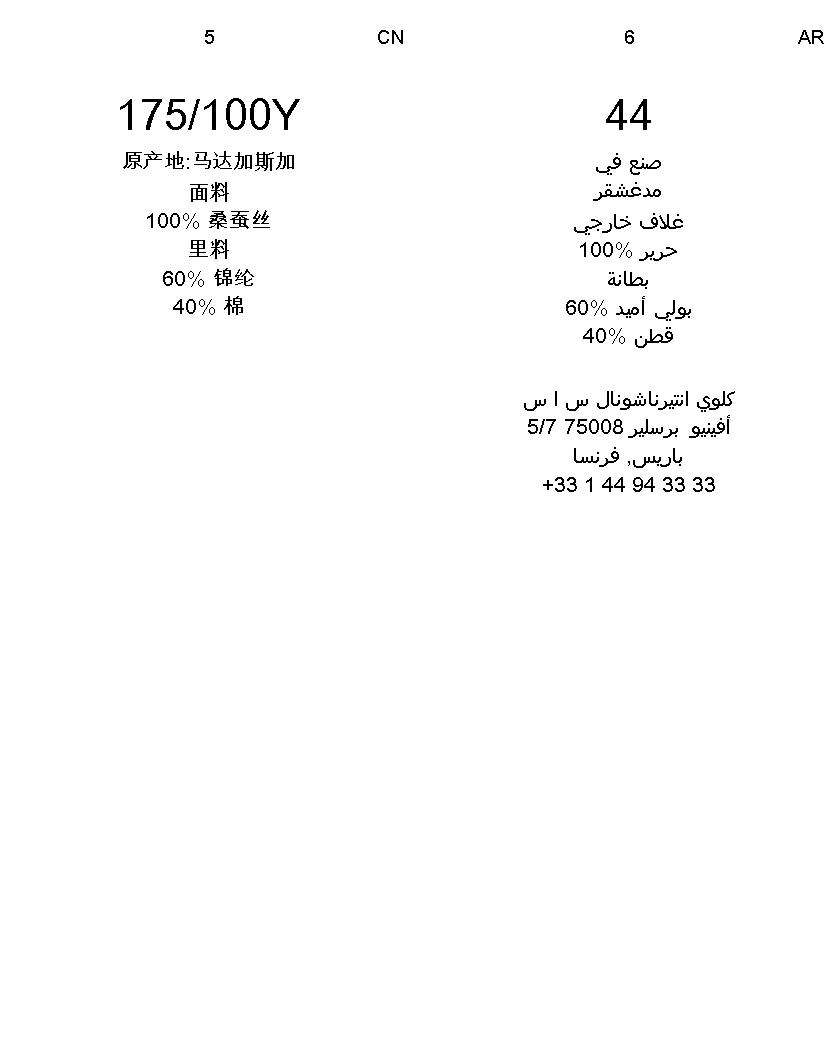 5
CN
175/100Y
原产地:马达加斯加
面料
100% 桑蚕丝
里料
60% 锦纶
40% 棉
6
AR
44
صنع في
مدغشقر
غلاف خارجي
100% حرير
بطانة
60% بولي أميد
40% قطن
كلوي انتيرناشونال س ا س
5/7 75008 أفينيو برسلير
باريس, فرنسا
+33 1 44 94 33 33